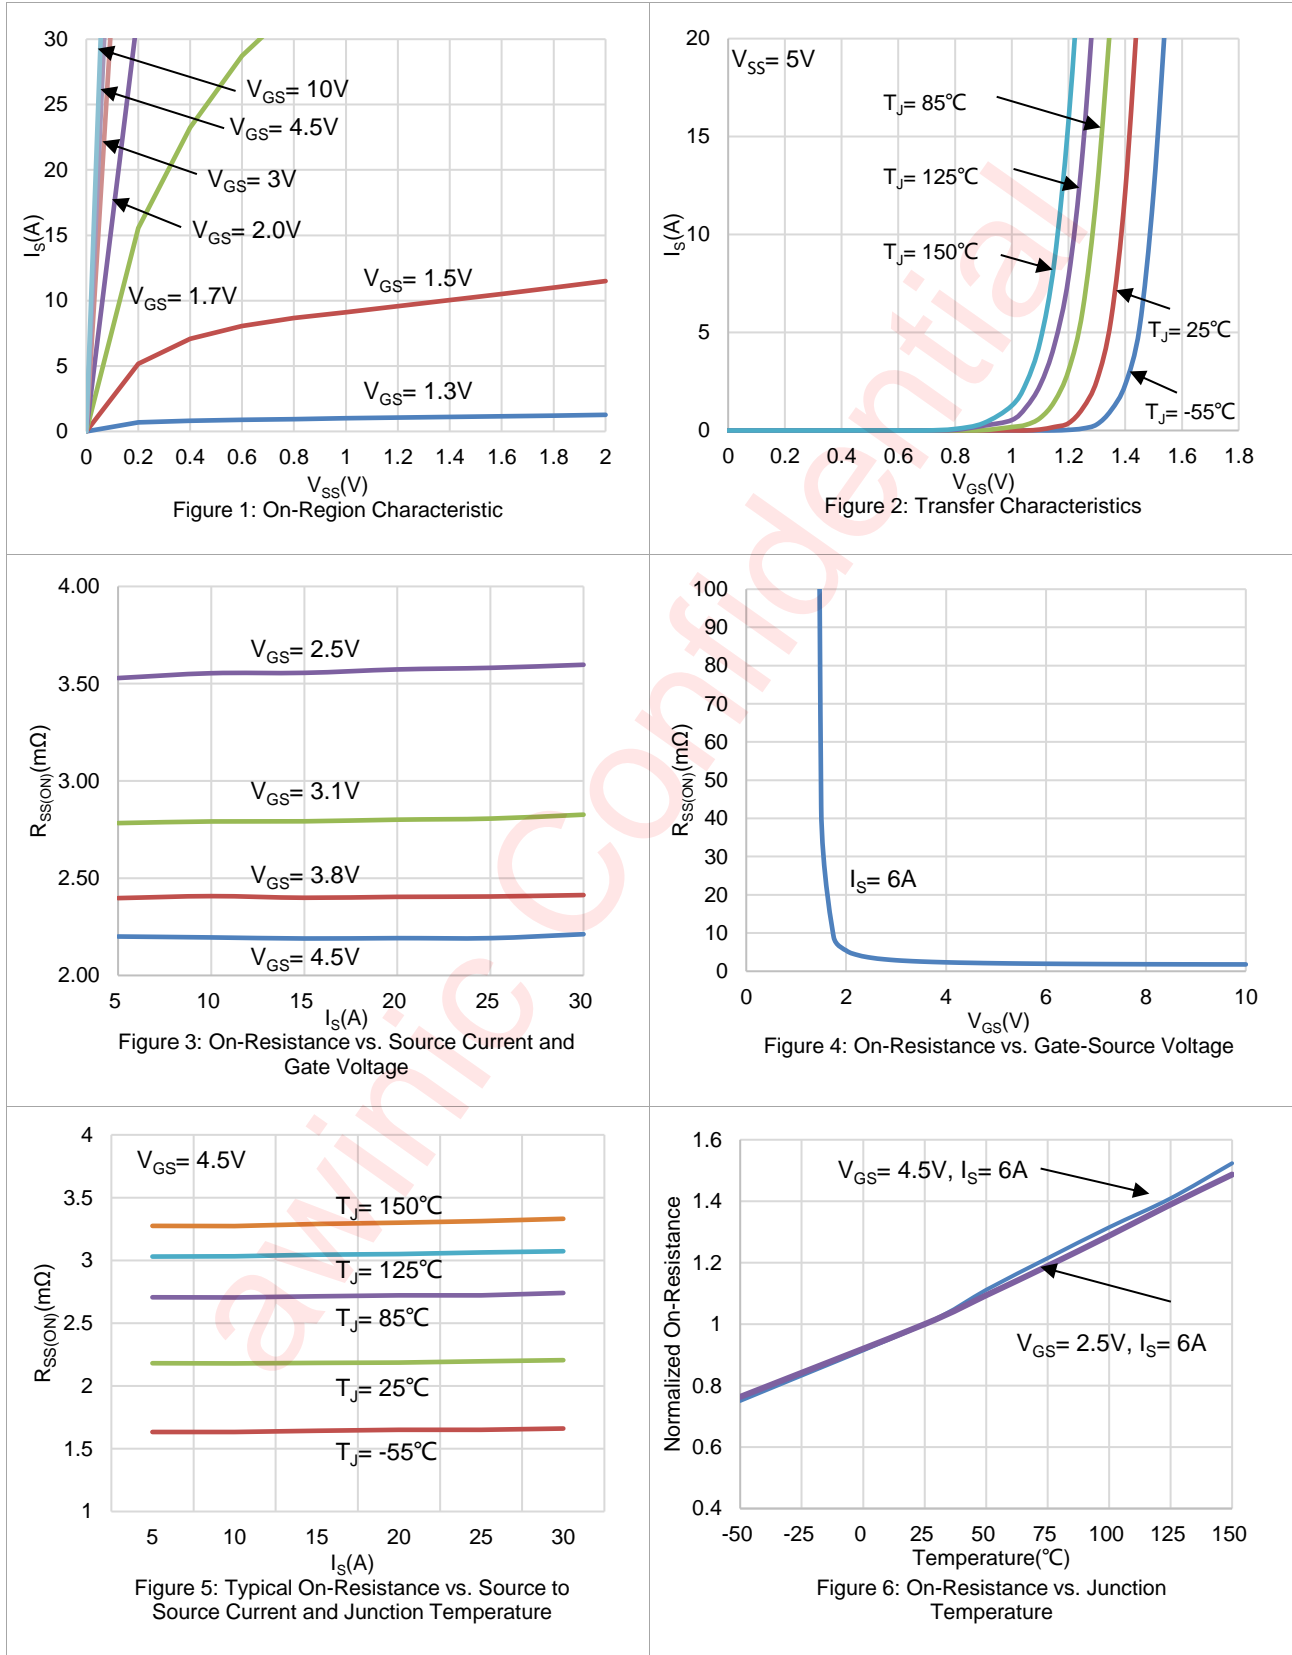 30
25
20
15
10
5
0
I_S(A)
V_GS= 10V
V_GS= 4.5V
V_GS= 3V
V_GS= 2.0V
V_GS= 1.7V
V_GS= 1.5V
V_GS= 1.3V
0 0.2 0.4 0.6 0.8 1 1.2 1.4 1.6 1.8 2
V_SS(V)
Figure 1: On-Region Characteristic
20
15
10
5
0
I_S(A)
V_SS= 5V
T_J= 85℃
T_J= 125℃
T_J= 150℃
T_J= 25℃
T_J= -55℃
0 0.2 0.4 0.6 0.8 1 1.2 1.4 1.6 1.8
V_GS(V)
Figure 2: Transfer Characteristics
4.00
3.50
3.00
2.50
2.00
R_SS(ON)(mΩ)
V_GS= 2.5V
V_GS= 3.1V
V_GS= 3.8V
V_GS= 4.5V
5 10 15 20 25 30
I_S(A)
Figure 3: On-Resistance vs. Source Current and
Gate Voltage
100
90
80
70
60
50
40
30
20
10
0
R_SS(ON)(mΩ)
I_S= 6A
0 2 4 6 8 10
V_GS(V)
Figure 4: On-Resistance vs. Gate-Source Voltage
4
3.5
3
2.5
2
1.5
1
R_SS(ON)(mΩ)
V_GS= 4.5V
T_J= 150℃
T_J= 125℃
T_J= 85℃
T_J= 25℃
T_J= -55℃
5 10 15 20 25 30
I_S(A)
Figure 5: Typical On-Resistance vs. Source to
Source Current and Junction Temperature
1.6
1.4
1.2
1
0.8
0.6
0.4
Normalized On-Resistance
V_GS= 4.5V, I_S= 6A
V_GS= 2.5V, I_S= 6A
-50 -25 0 25 50 75 100 125 150
Temperature(℃)
Figure 6: On-Resistance vs. Junction
Temperature
awinic Confidential